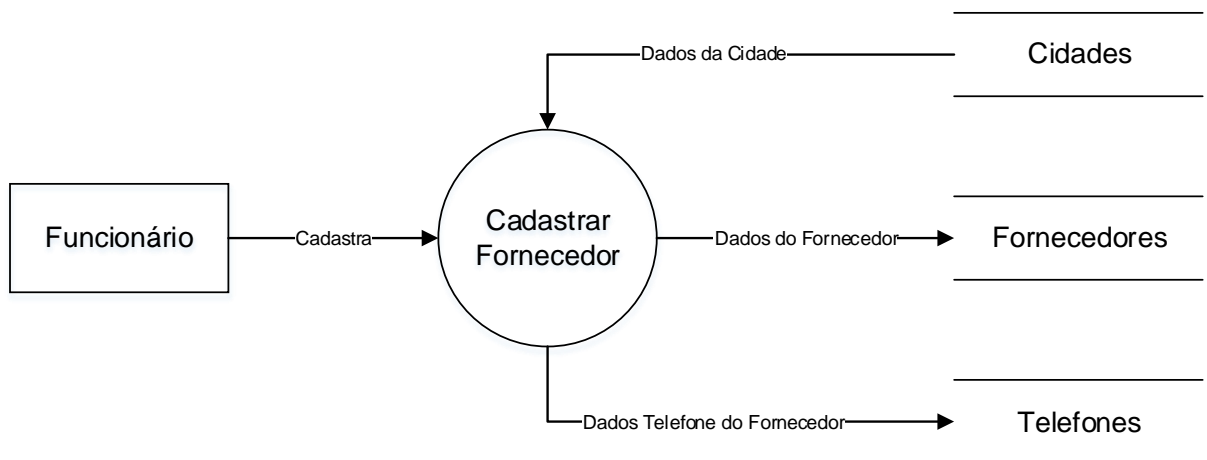 Dados da Cidade
Cidades
Funcionário
Cadastra
Cadastrar
Fornecedor
Dados do Fornecedor
Fornecedores
Dados Telefone do Fornecedor
Telefones